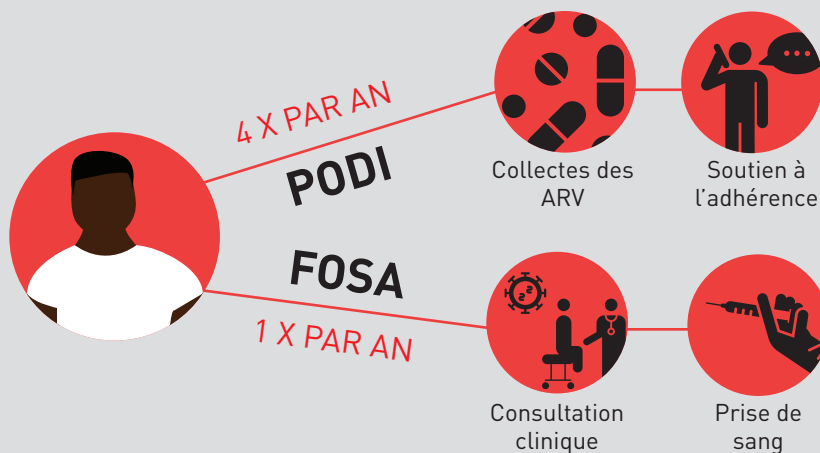 4 X PAR AN
PODI
Collectes des
ARV
Soutien à
l'adhérence
FOSA
1 X PAR AN
Consultation
clinique
Prise de
sang